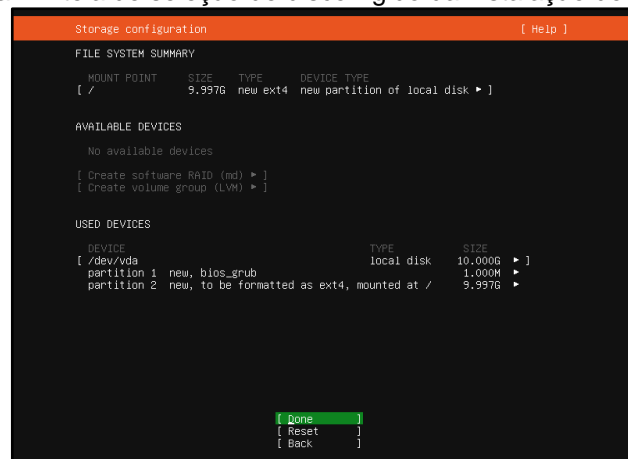 Storage configuration [ Help ]
FILE SYSTEM SUMMARY
MOUNT POINT SIZE TYPE DEVICE TYPE
[ / 9.997G new ext4 new partition of local disk ▸ ]
AVAILABLE DEVICES
No available devices
[ Create software RAID (md) ▸ ]
[ Create volume group (LVM) ▸ ]
USED DEVICES
DEVICE TYPE SIZE
[ /dev/vda local disk 10.000G ▸ ]
partition 1 new, bios_grub 1.000M ▸
partition 2 new, to be formatted as ext4, mounted at / 9.997G ▸
[ Done ]
[ Reset ]
[ Back ]